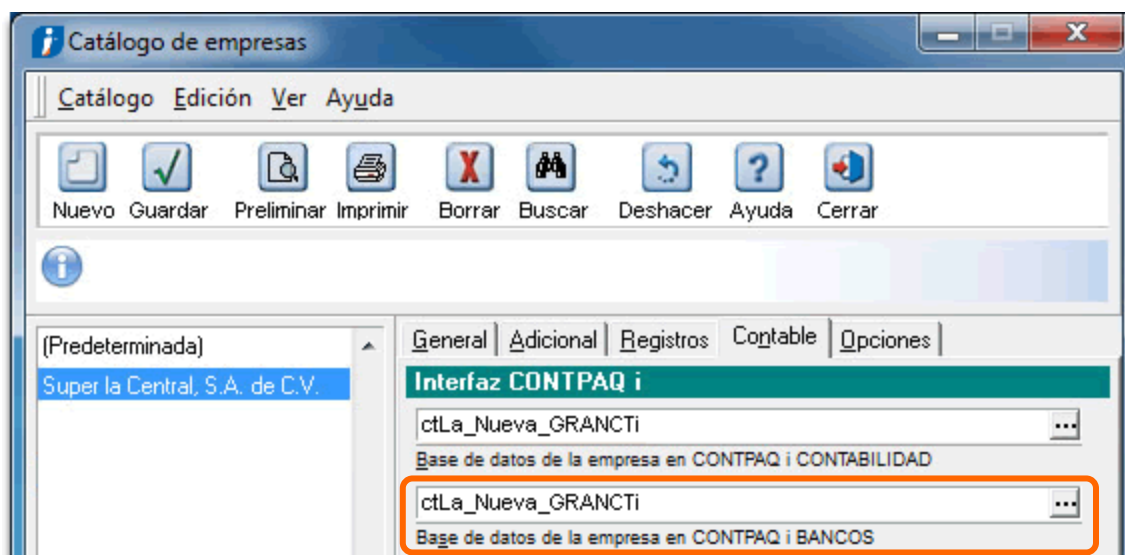 Catálogo de empresas
Catálogo Edición Ver Ayuda
Nuevo Guardar Preliminar Imprimir Borrar Buscar Deshacer Ayuda Cerrar
(Predeterminada)
Super la Central, S.A. de C.V.
General Adicional Registros Contable Opciones
Interfaz CONTPAQ i
ctLa_Nueva_GRANCTi
Base de datos de la empresa en CONTPAQ i CONTABILIDAD
ctLa_Nueva_GRANCTi
Base de datos de la empresa en CONTPAQ i BANCOS